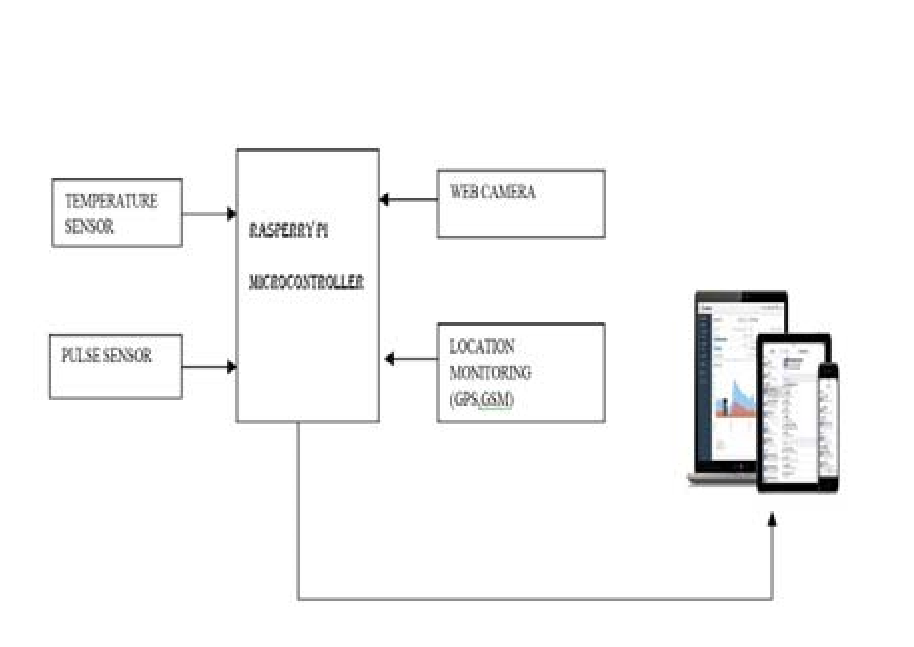 TEMPERATURE
SENSOR
PULSE SENSOR
RASPERRY PI
MICROCONTROLLER
WEB CAMERA
LOCATION
MONITORING
(GPS,GSM)